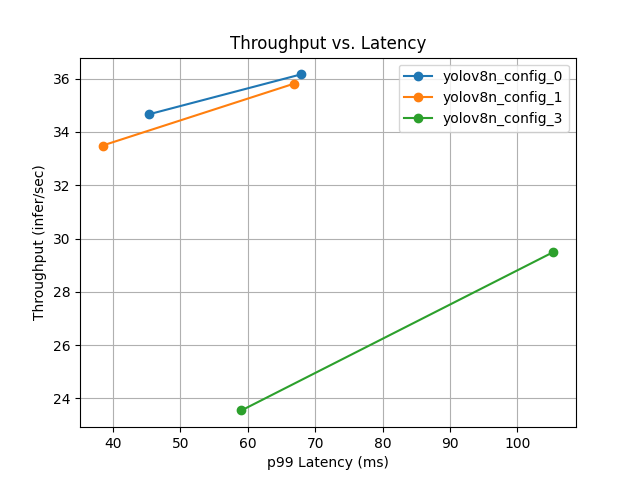 Throughput vs. Latency
yolov8n_config_0
yolov8n_config_1
yolov8n_config_3
Throughput (infer/sec)
36
34
32
30
28
26
24
40 50 60 70 80 90 100
p99 Latency (ms)